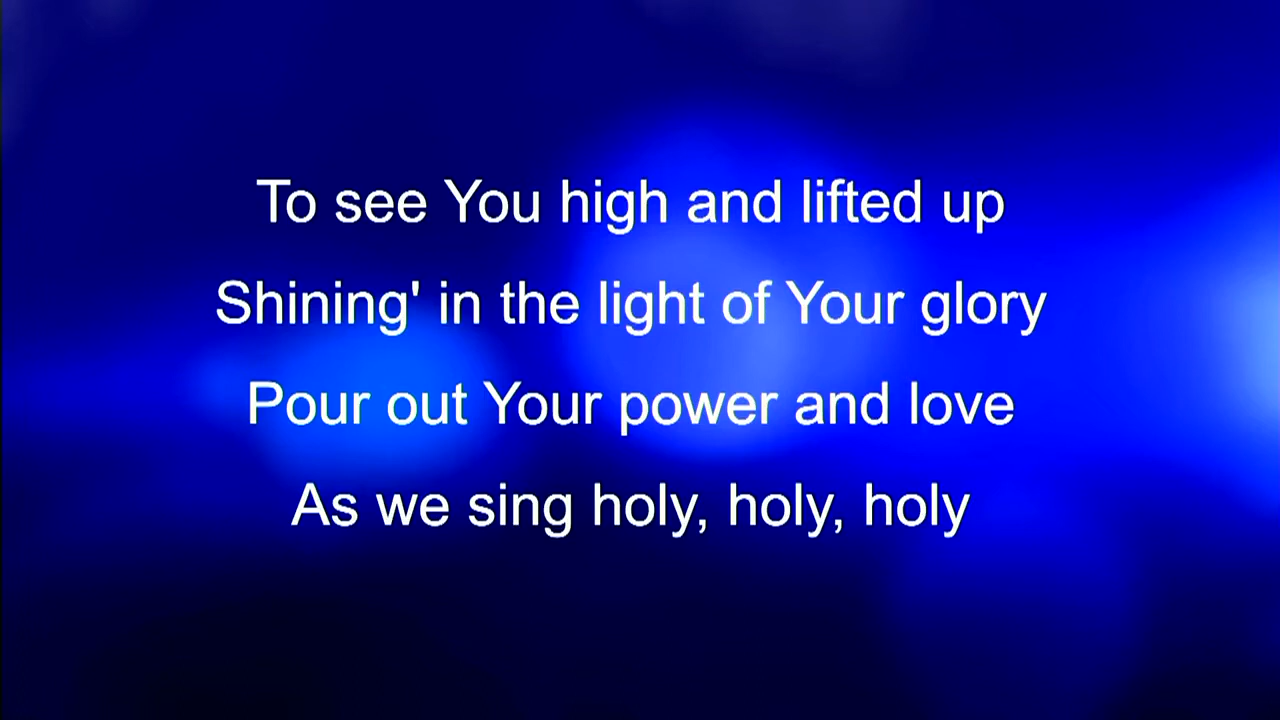 To see You high and lifted up
Shining' in the light of Your glory
Pour out Your power and love
As we sing holy, holy, holy